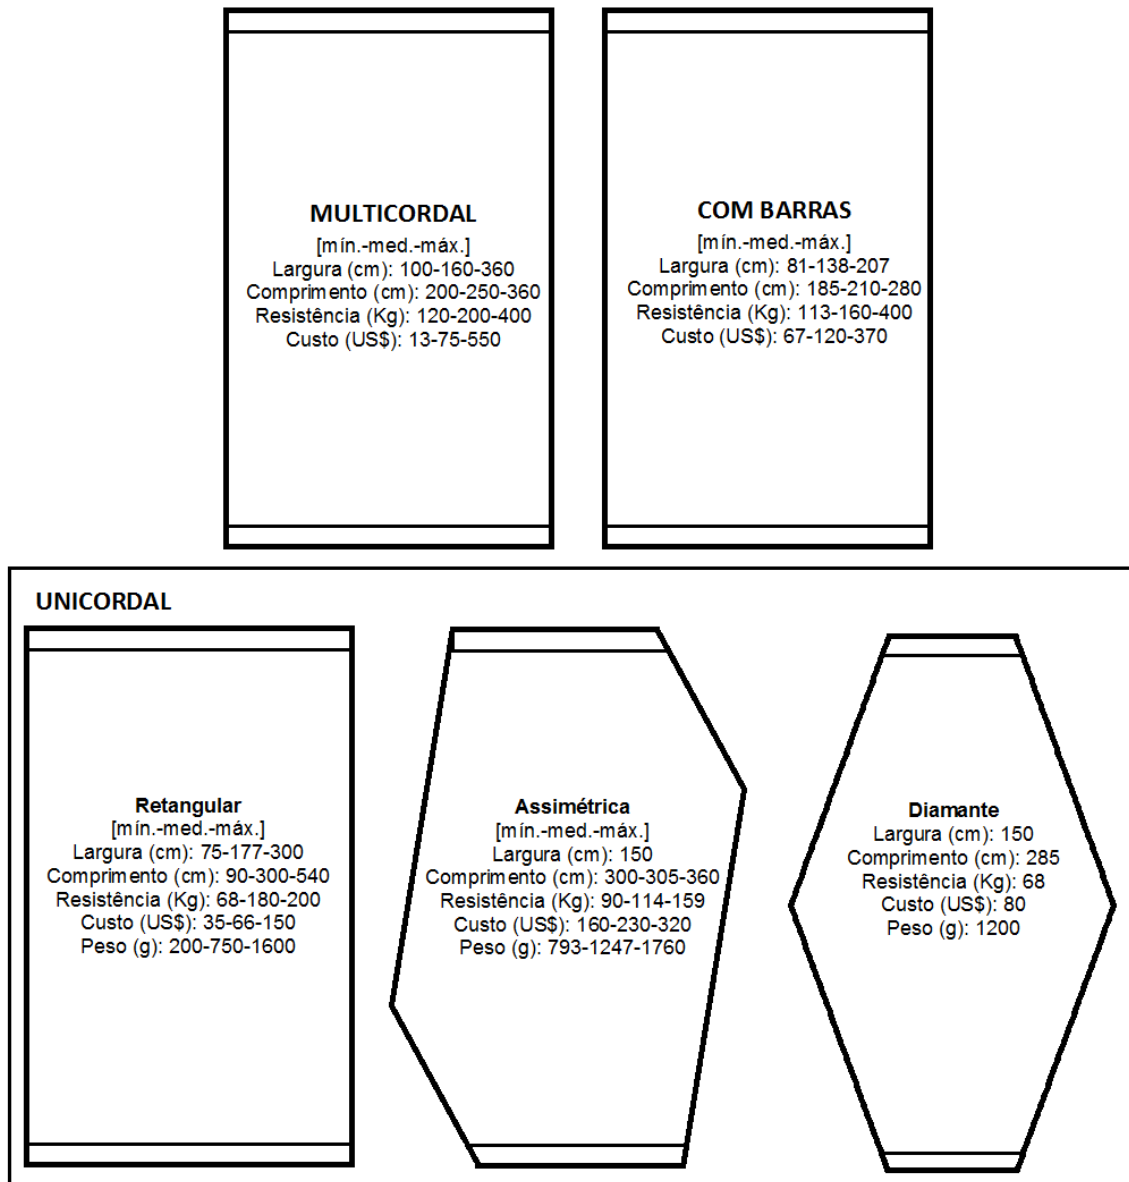 MULTICORDAL
[mín.-med.-máx.]
Largura (cm): 100-160-360
Comprimento (cm): 200-250-360
Resistência (Kg): 120-200-400
Custo (US$): 13-75-550
COM BARRAS
[mín.-med.-máx.]
Largura (cm): 81-138-207
Comprimento (cm): 185-210-280
Resistência (Kg): 113-160-400
Custo (US$): 67-120-370
UNICORDAL
Retangular
[mín.-med.-máx.]
Largura (cm): 75-177-300
Comprimento (cm): 90-300-540
Resistência (Kg): 68-180-200
Custo (US$): 35-66-150
Peso (g): 200-750-1600
Assimétrica
[mín.-med.-máx.]
Largura (cm): 150
Comprimento (cm): 300-305-360
Resistência (Kg): 90-114-159
Custo (US$): 160-230-320
Peso (g): 793-1247-1760
Diamante
Largura (cm): 150
Comprimento (cm): 285
Resistência (Kg): 68
Custo (US$): 80
Peso (g): 1200